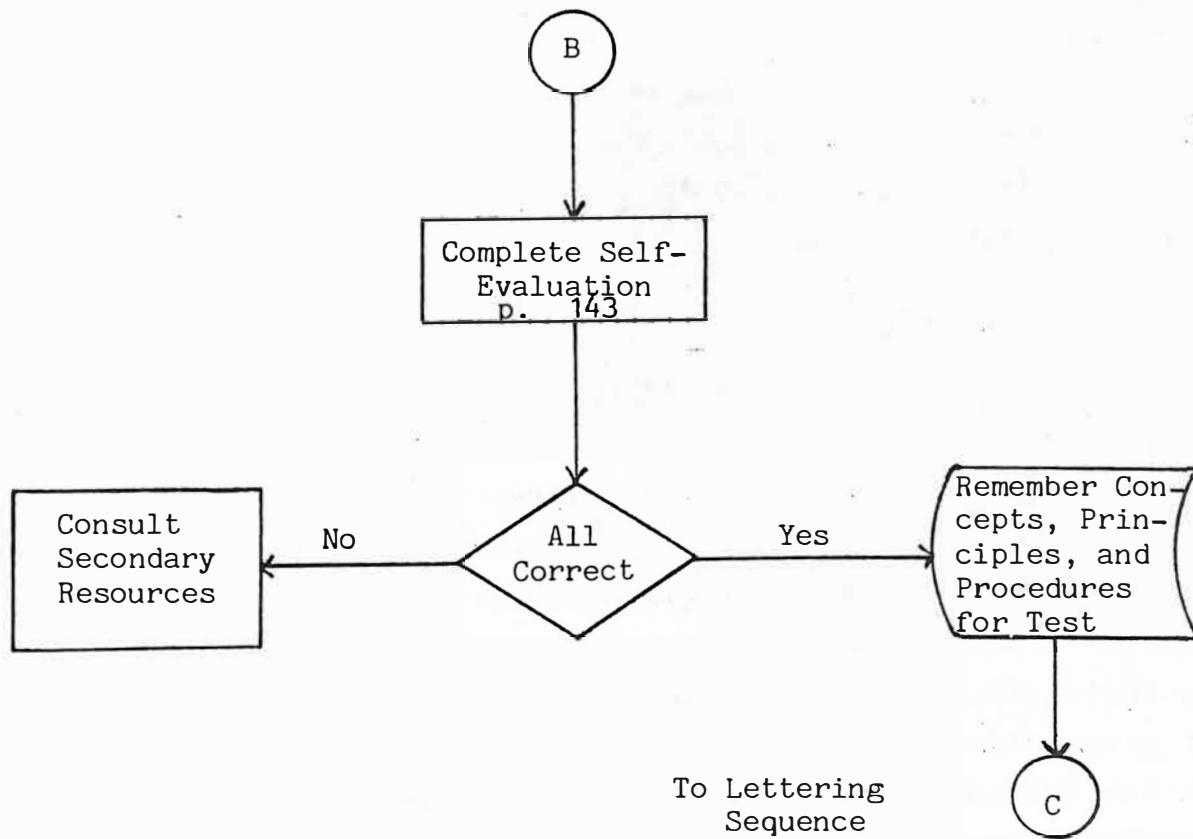 B
Complete Self-
Evaluation
p. 143
Consult
Secondary
Resources
No
All
Correct
Yes
Remember Con-
cepts, Prin-
ciples, and
Procedures
for Test
To Lettering
Sequence
C